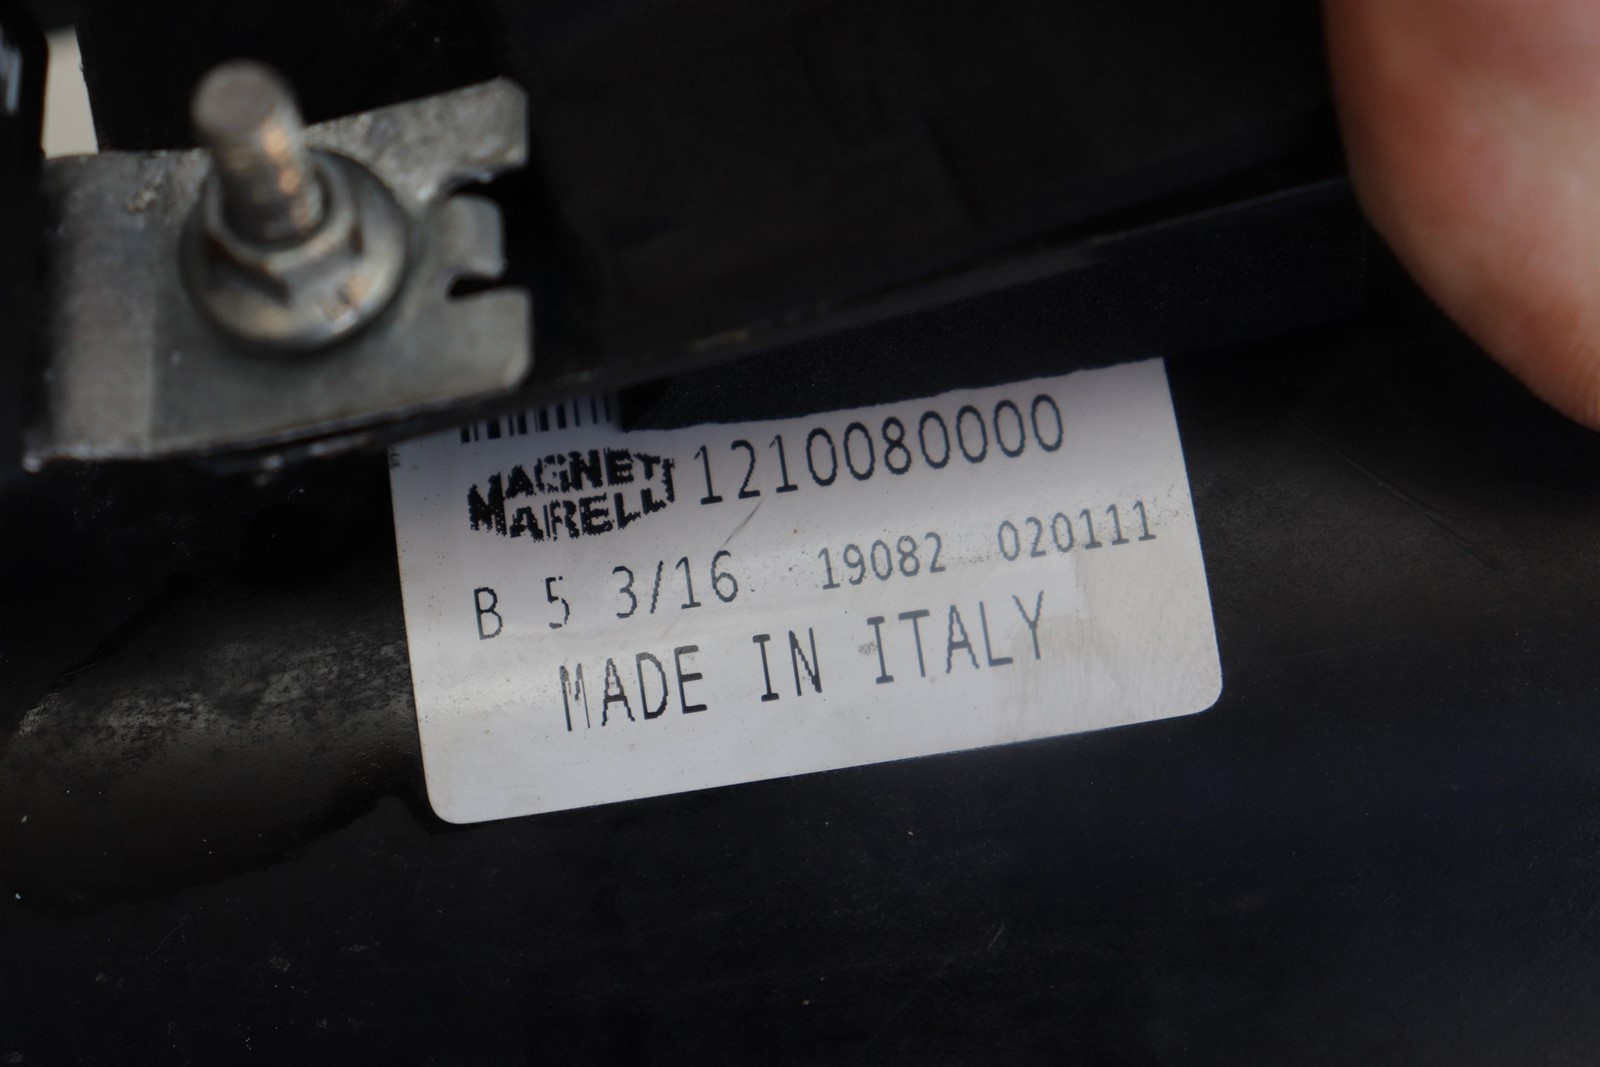 MAGNETI
MARELLI 1210080000
B 5 3/16 19082 020111
MADE IN ITALY